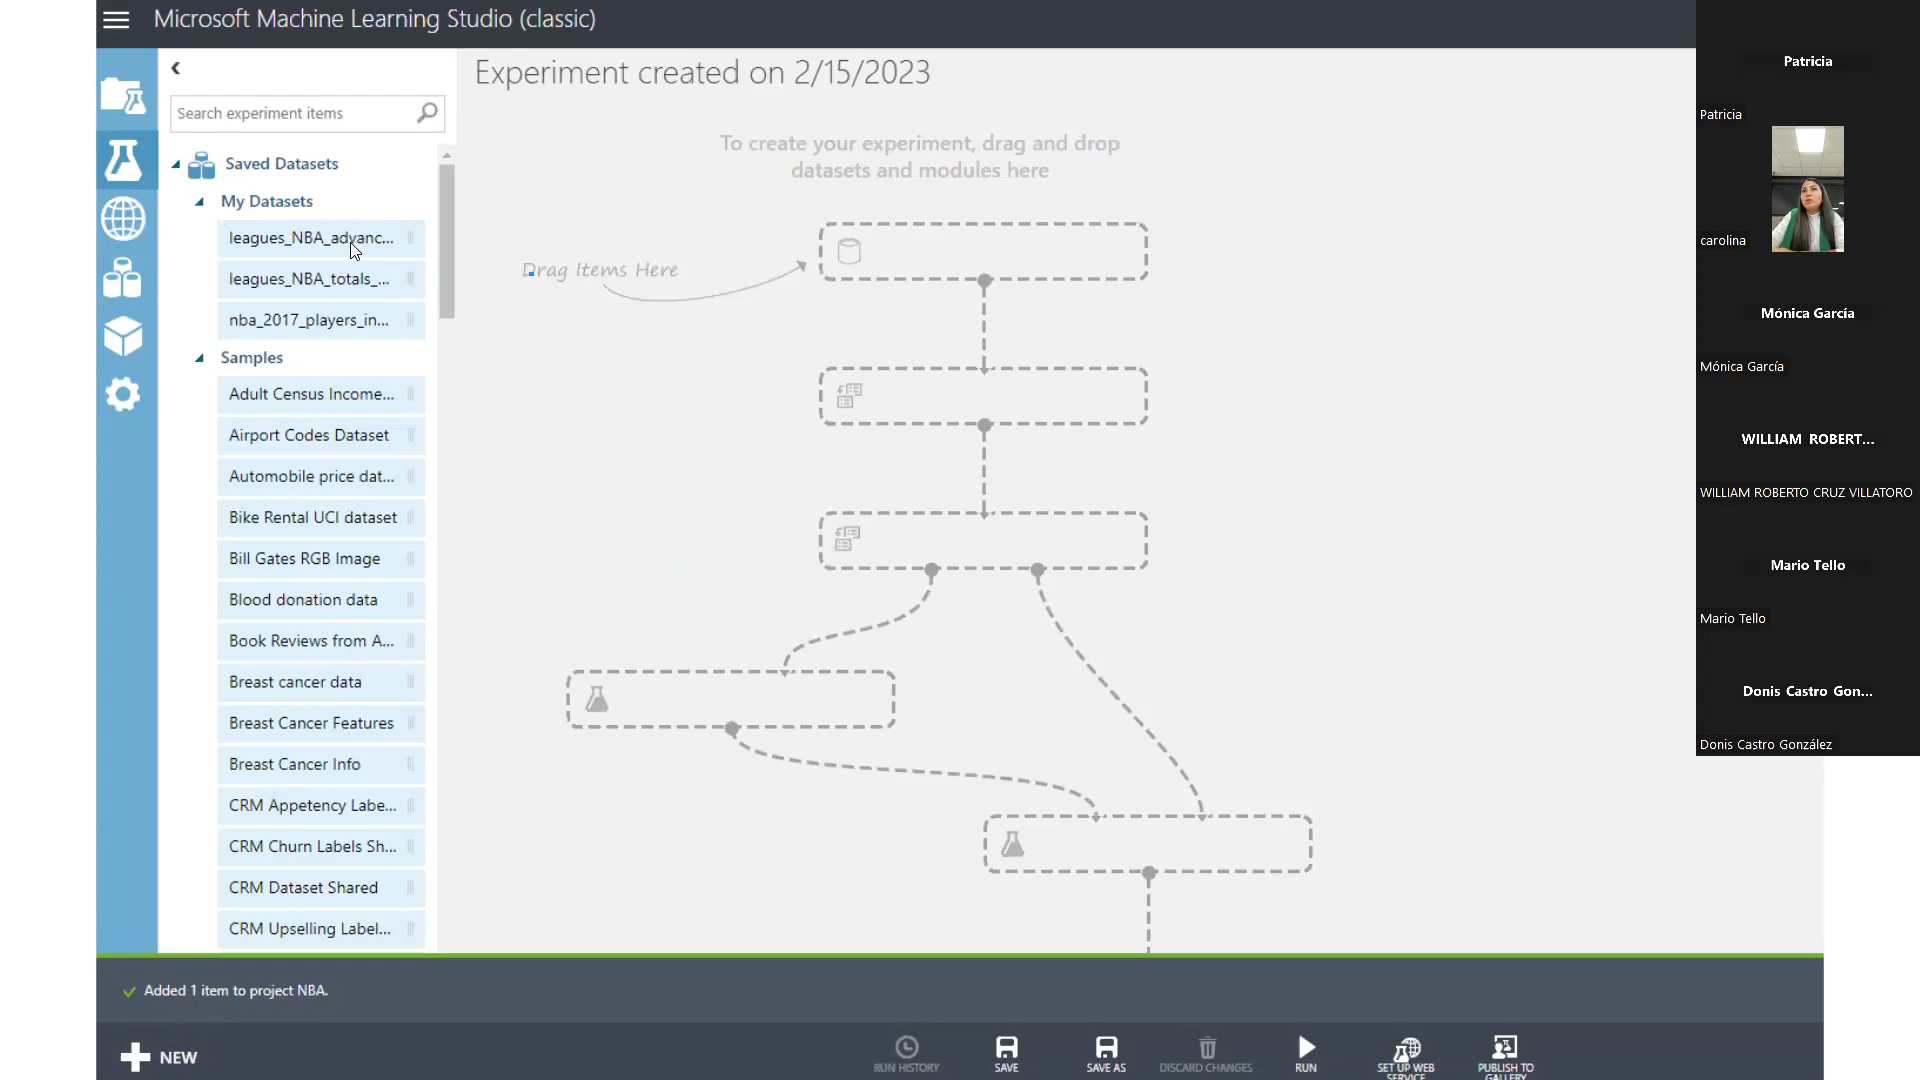 Microsoft Machine Learning Studio (classic)
Search experiment items
Saved Datasets
My Datasets
leagues_NBA_advanc...
leagues_NBA_totals_...
nba_2017_players_in...
Samples
Adult Census Income...
Airport Codes Dataset
Automobile price dat...
Bike Rental UCI dataset
Bill Gates RGB Image
Blood donation data
Book Reviews from A...
Breast cancer data
Breast Cancer Features
Breast Cancer Info
CRM Appetency Labe...
CRM Churn Labels Sh...
CRM Dataset Shared
CRM Upselling Label...
Experiment created on 2/15/2023
To create your experiment, drag and drop
datasets and modules here
Drag Items Here
Added 1 item to project NBA.
NEW
RUN HISTORY
SAVE
SAVE AS
DISCARD CHANGES
RUN
SET UP WEB
SERVICE
PUBLISH TO
GALLERY
Patricia
Patricia
carolina
Mónica García
Mónica García
WILLIAM ROBERT...
WILLIAM ROBERTO CRUZ VILLATORO
Mario Tello
Mario Tello
Donis Castro Gon...
Donis Castro González